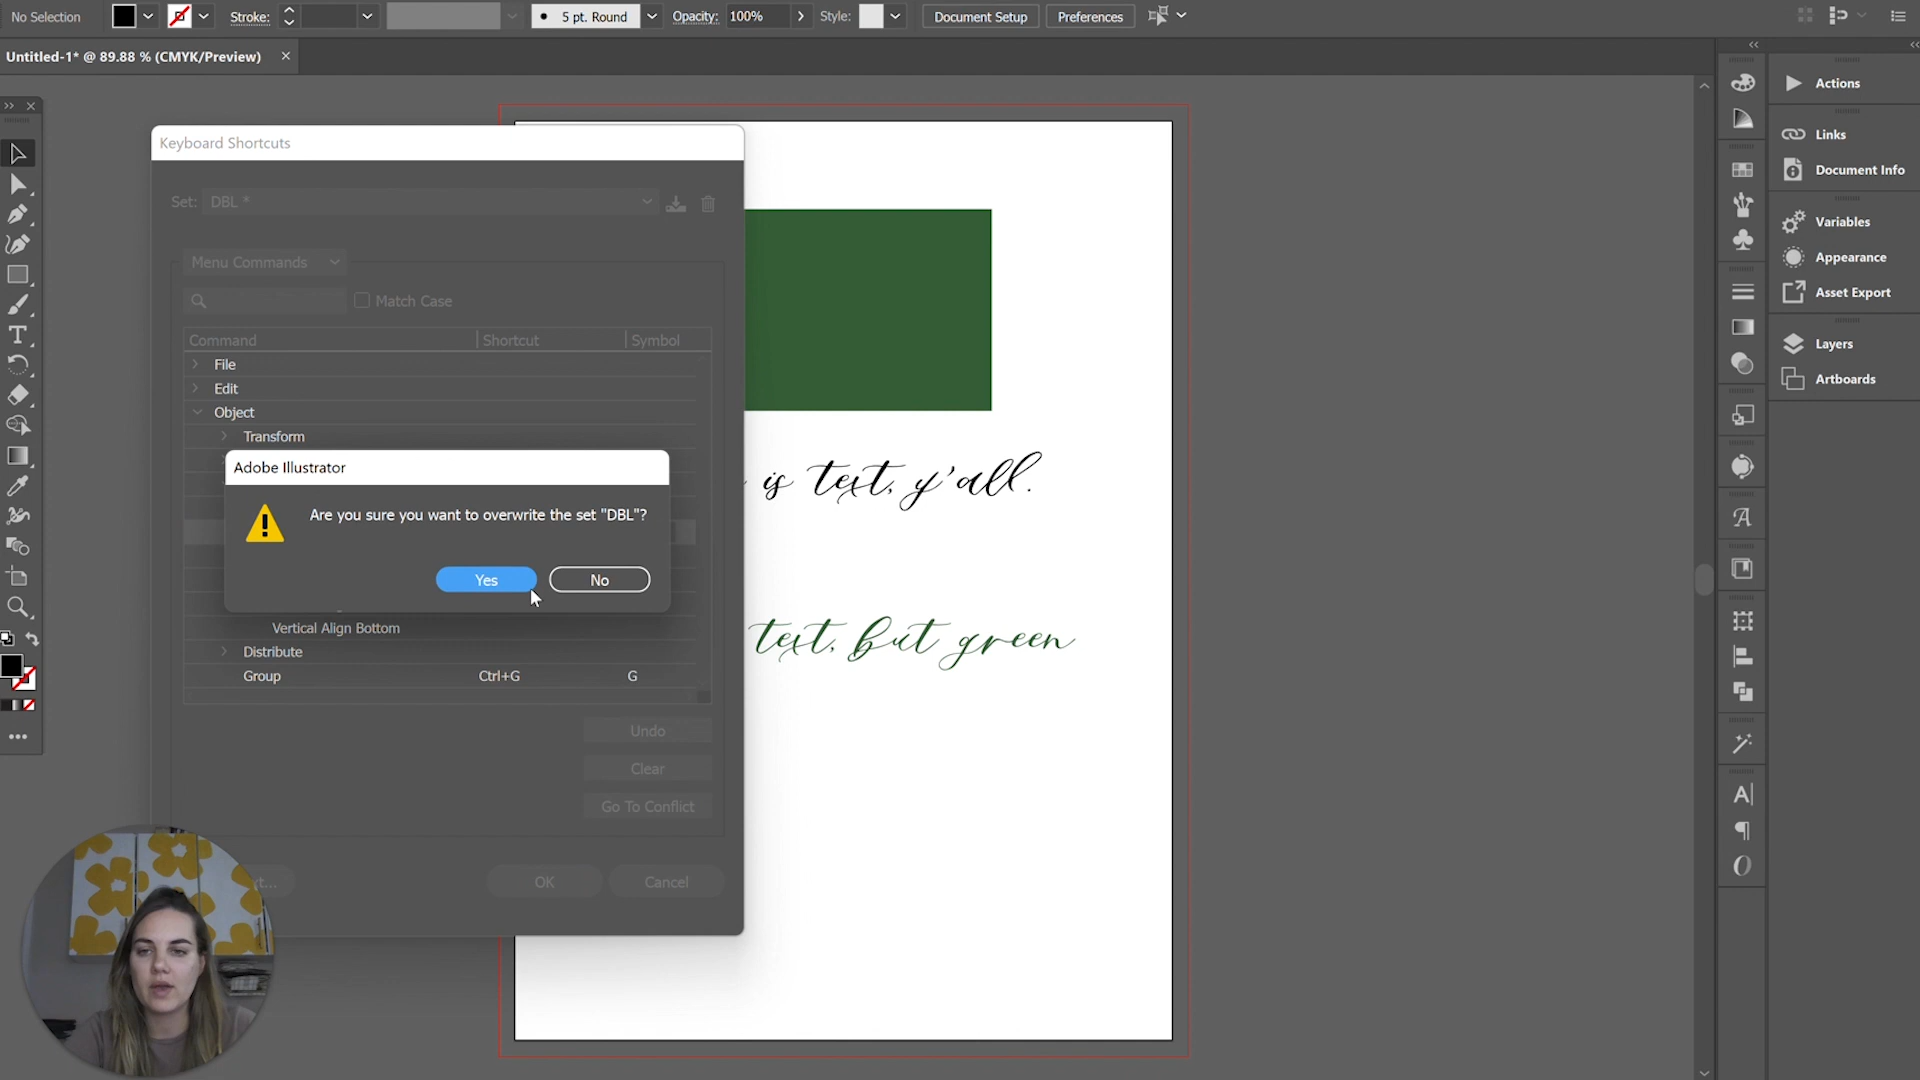 No Selection
Stroke:
5 pt. Round
Opacity:
100%
Style:
Document Setup
Preferences
Untitled-1* @ 89.88 % (CMYK/Preview)
Actions
Links
Document Info
Variables
Appearance
Asset Export
Layers
Artboards
Keyboard Shortcuts
Set:
DBL *
Menu Commands
Match Case
Command
Shortcut
Symbol
File
Edit
Object
Transform
Adobe Illustrator
Are you sure you want to overwrite the set "DBL"?
Yes
No
Vertical Align Bottom
Distribute
Group
Ctrl+G
G
Undo
Clear
Go To Conflict
OK
Cancel
is text, y'all.
text, but green